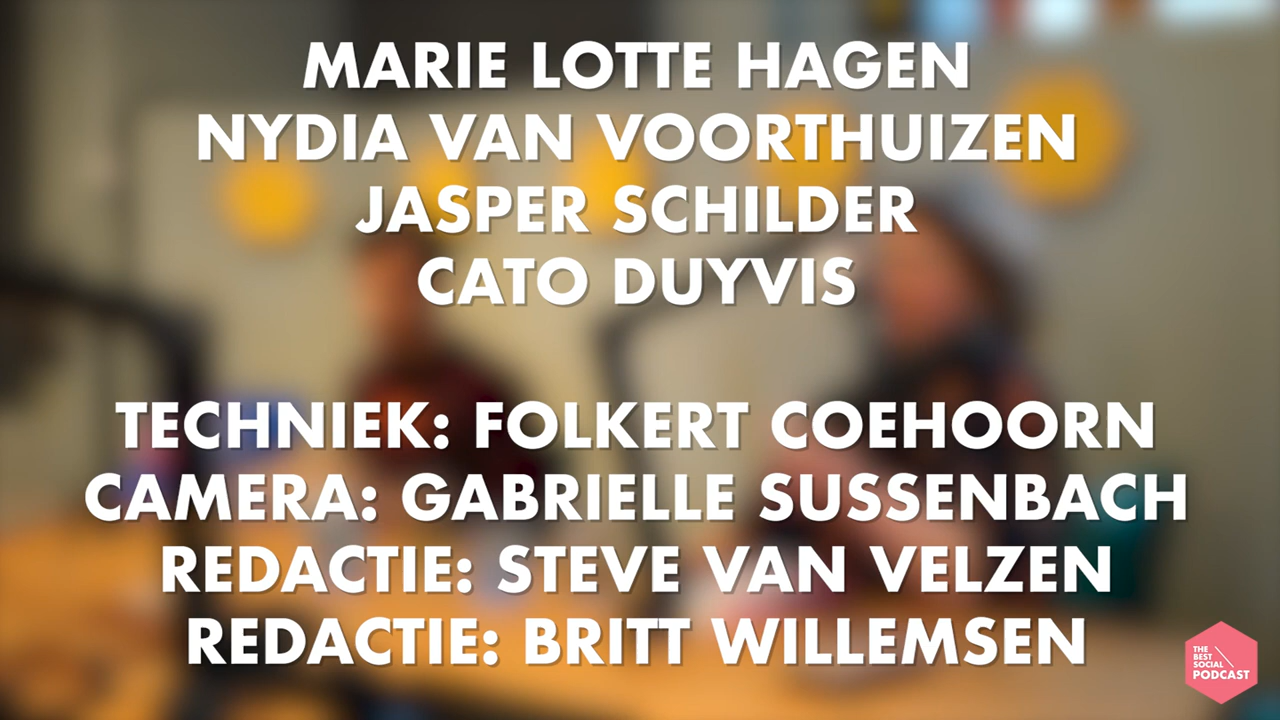 MARIE LOTTE HAGEN
NYDIA VAN VOORTHUIZEN
JASPER SCHILDER
CATO DUYVIS
TECHNIEK: FOLKERT COEHOORN
CAMERA: GABRIELLE SUSSENBACH
REDACTIE: STEVE VAN VELZEN
REDACTIE: BRITT WILLEMSEN
THE
BEST
SOCIAL
PODCAST